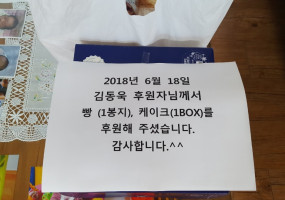 2018년 6월 18일
김동욱 후원자님께서
빵 (1봉지), 케이크(1BOX)를
후원해 주셨습니다.
감사합니다.^^